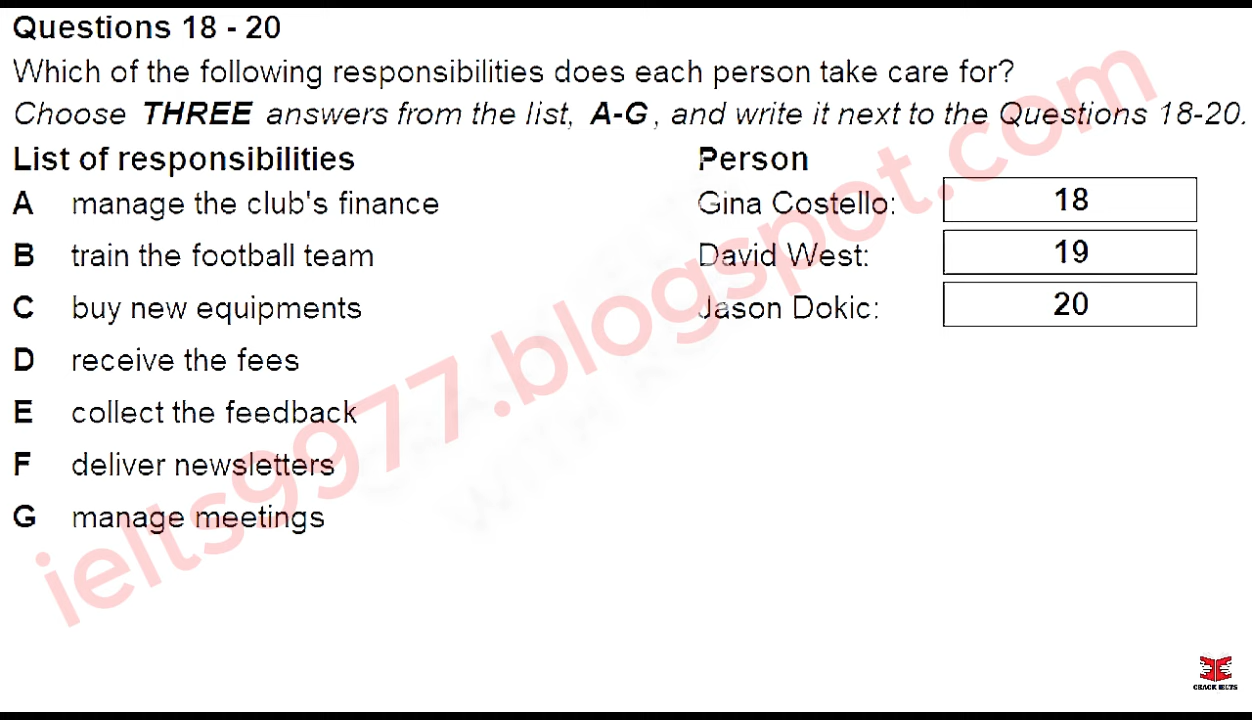 Questions 18 - 20
Which of the following responsibilities does each person take care for?
Choose THREE answers from the list, A-G, and write it next to the Questions 18-20.
List of responsibilities Person
A manage the club's finance Gina Costello: 18
B train the football team David West: 19
C buy new equipments Jason Dokic: 20
D receive the fees
E collect the feedback
F deliver newsletters
G manage meetings
ielts9977.blogspot.com
CRACK IELTS